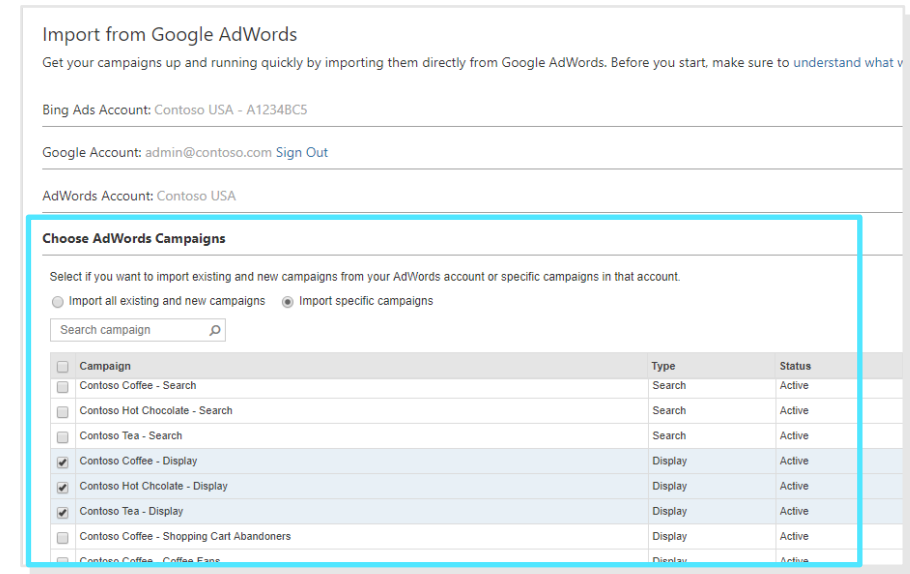 Import from Google AdWords
Get your campaigns up and running quickly by importing them directly from Google AdWords. Before you start, make sure to understand what
Bing Ads Account: Contoso USA - A1234BC5
Google Account: admin@contoso.com Sign Out
AdWords Account: Contoso USA
Choose AdWords Campaigns
Select if you want to import existing and new campaigns from your AdWords account or specific campaigns in that account.
Import all existing and new campaigns Import specific campaigns
Search campaign
Campaign Type Status
Contoso Coffee - Search Search Active
Contoso Hot Chocolate - Search Search Active
Contoso Tea - Search Search Active
Contoso Coffee - Display Display Active
Contoso Hot Chcolate - Display Display Active
Contoso Tea - Display Display Active
Contoso Coffee - Shopping Cart Abandoners Display Active
Contoso Coffee - Coffee Fans Display Active